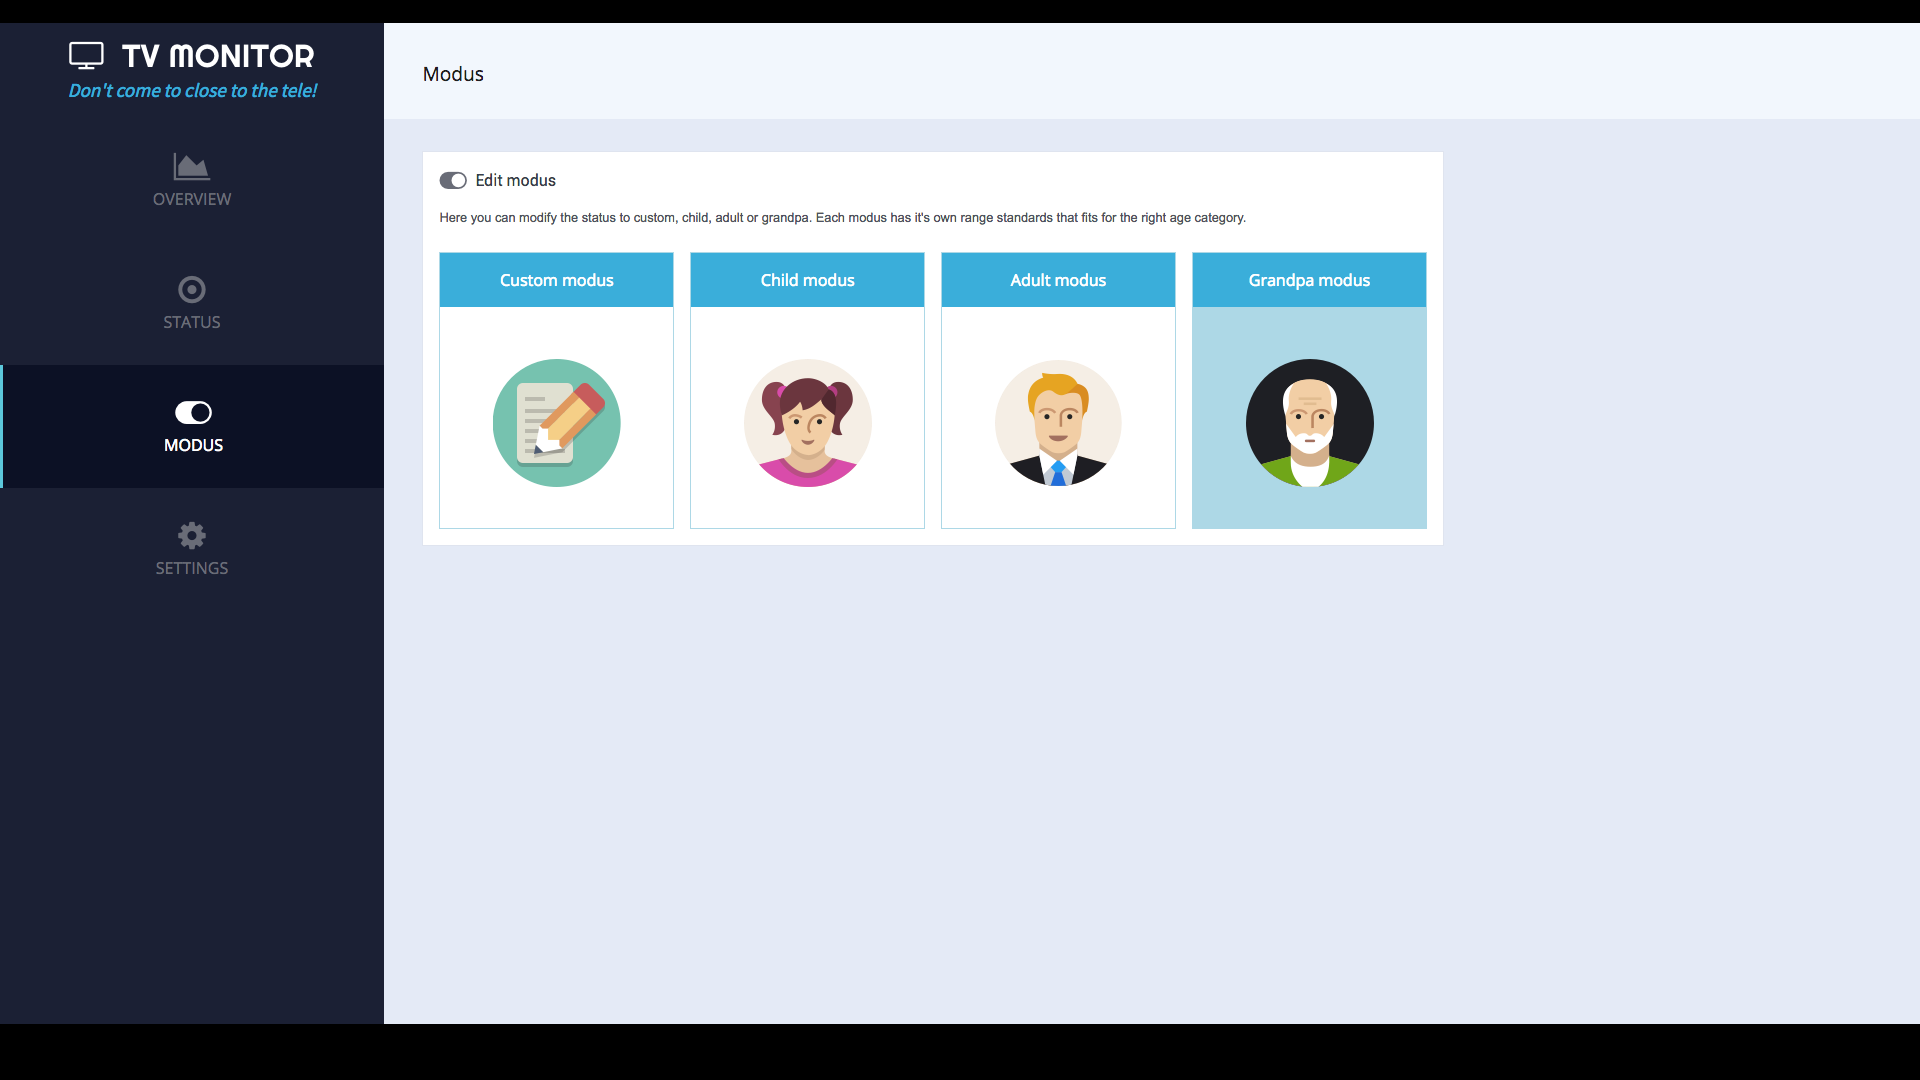 TV MONITOR
Don't come to close to the tele!
OVERVIEW
STATUS
MODUS
SETTINGS
Modus
Edit modus
Here you can modify the status to custom, child, adult or grandpa. Each modus has it's own range standards that fits for the right age category.
Custom modus
Child modus
Adult modus
Grandpa modus